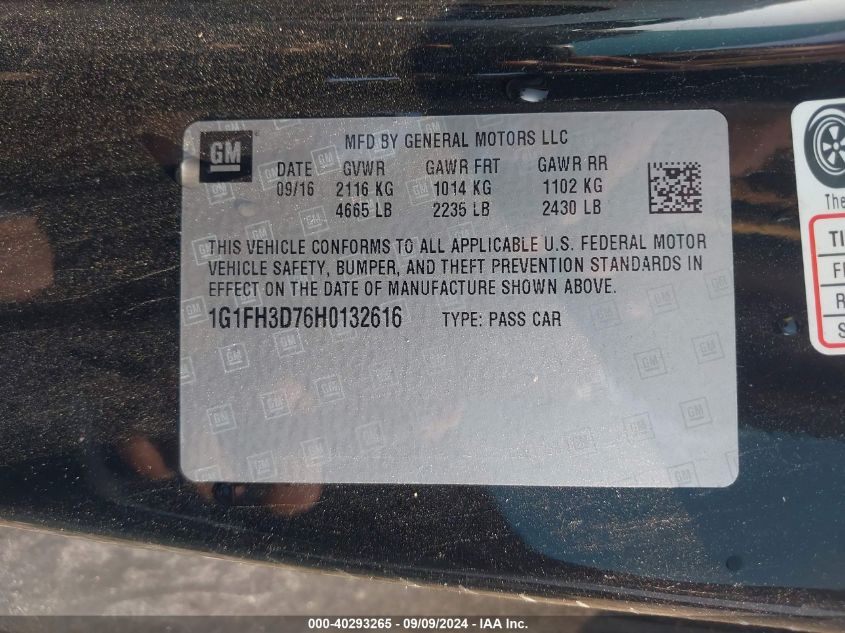 GM
MFD BY GENERAL MOTORS LLC
DATE GVWR GAWR FRT GAWR RR
09/16 2116 KG 1014 KG 1102 KG
4665 LB 2235 LB 2430 LB
THIS VEHICLE CONFORMS TO ALL APPLICABLE U.S. FEDERAL MOTOR
VEHICLE SAFETY, BUMPER, AND THEFT PREVENTION STANDARDS IN
EFFECT ON THE DATE OF MANUFACTURE SHOWN ABOVE.
1G1FH3D76H0132616 TYPE: PASS CAR
The
000-40293265 - 09/09/2024 - IAA, Inc.